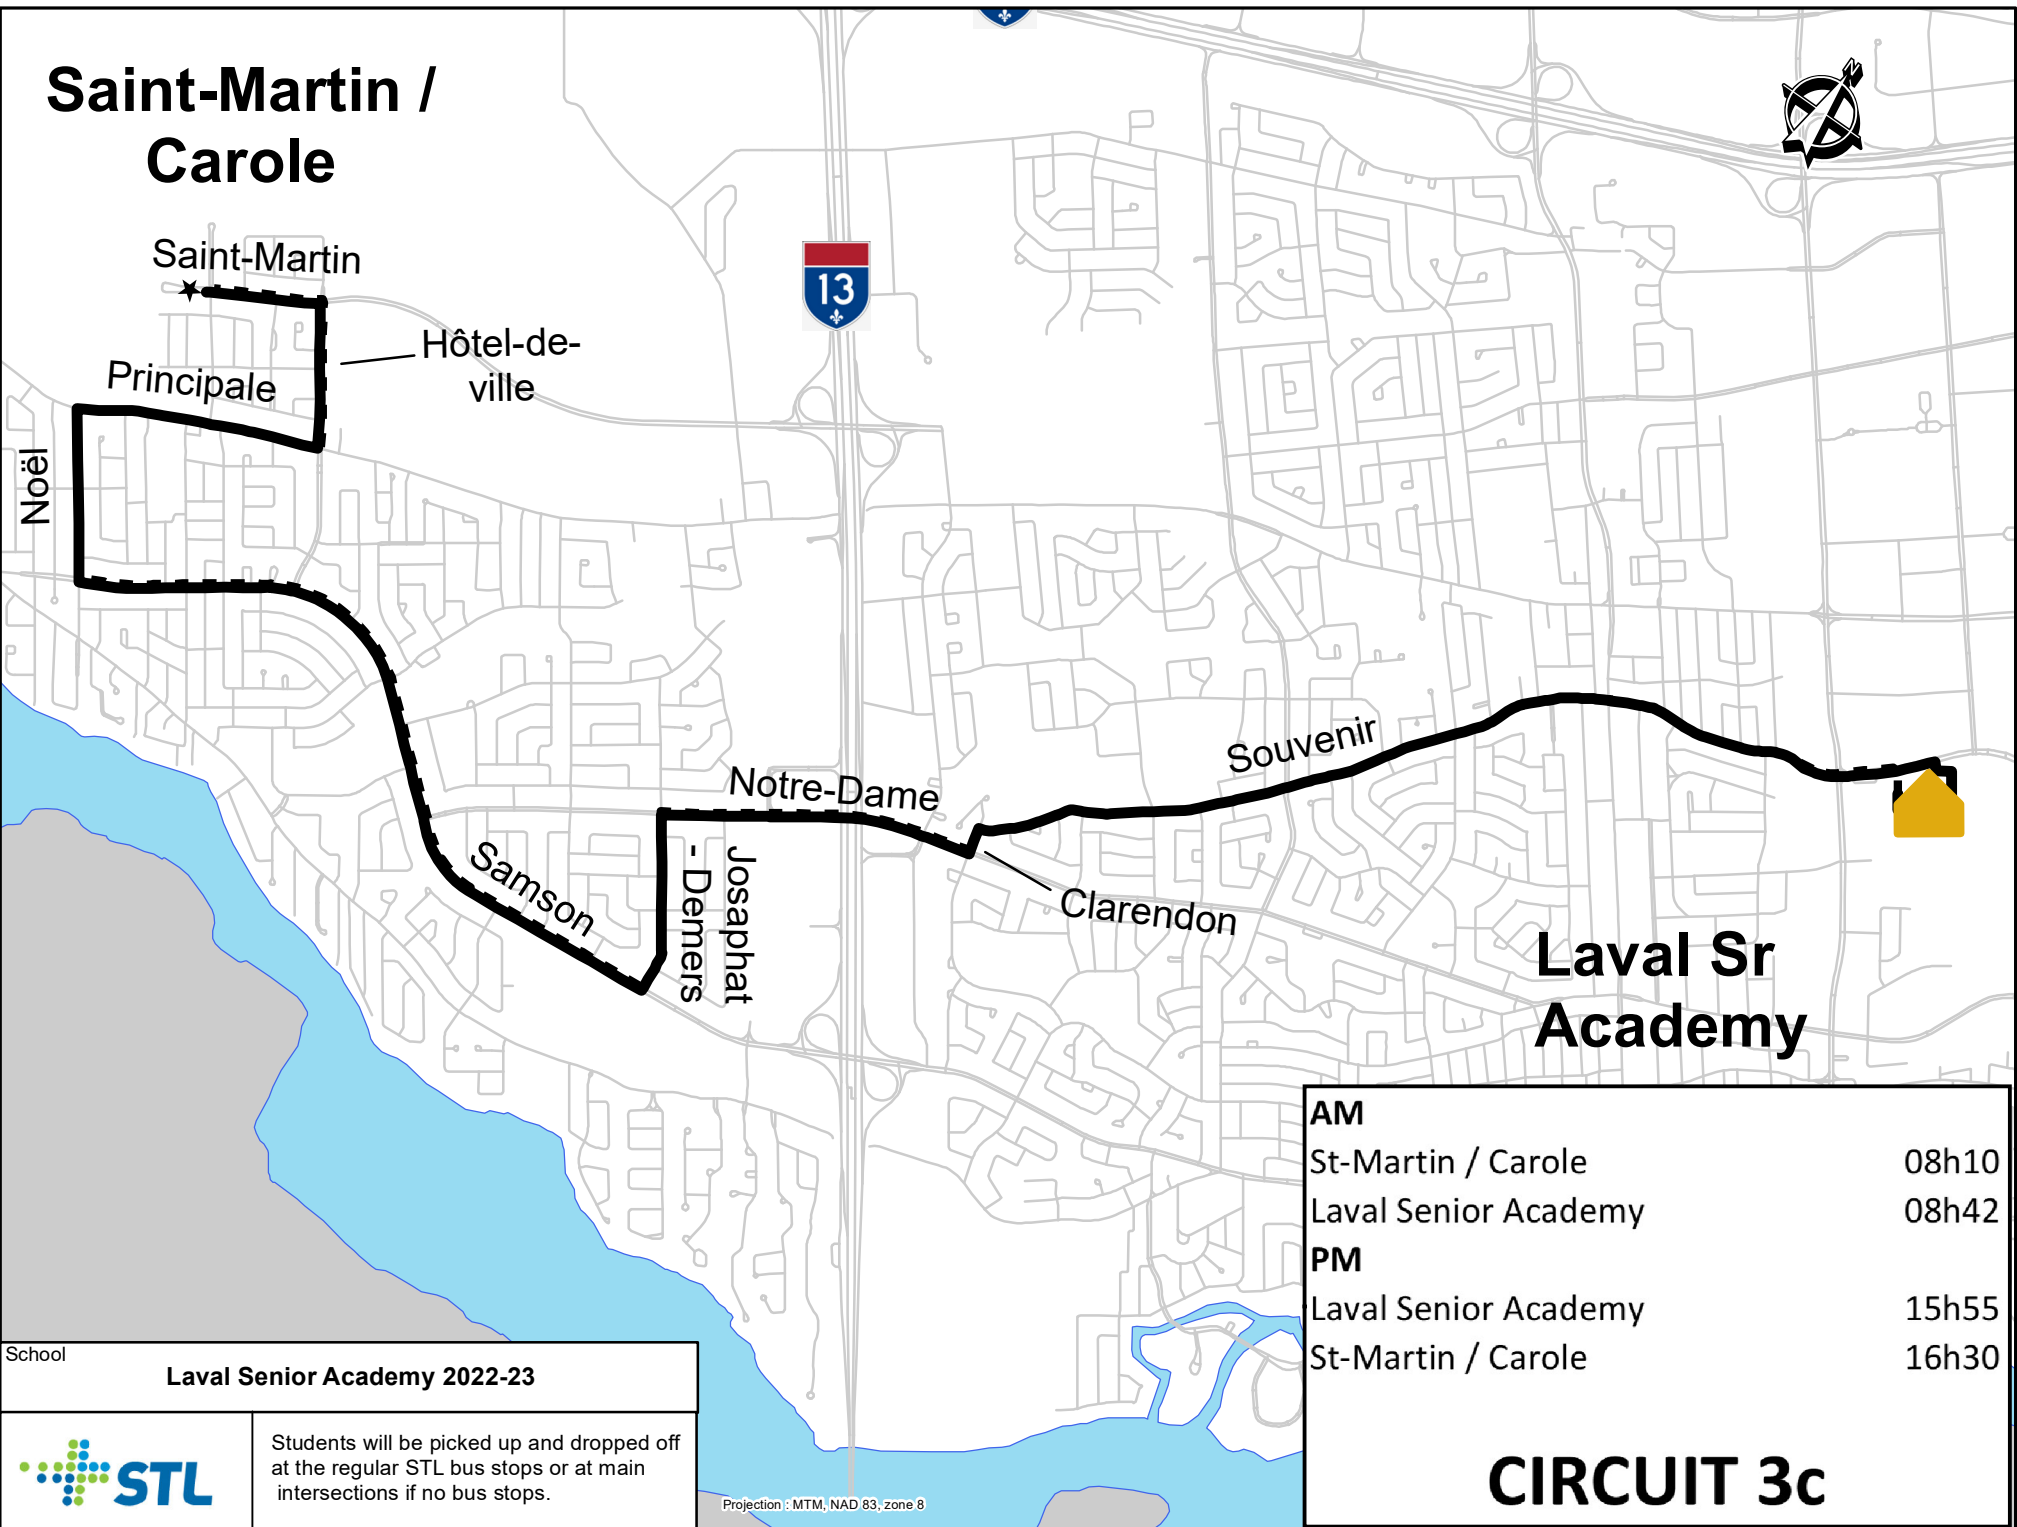 Saint-Martin /
Carole
N
Saint-Martin
13
Hôtel-de-
ville
Principale
Noël
Souvenir
Notre-Dame
Samson
Josaphat
- Demers
Clarendon
Laval Sr
Academy
AM
St-Martin / Carole 08h10
Laval Senior Academy 08h42
PM
Laval Senior Academy 15h55
St-Martin / Carole 16h30
CIRCUIT 3c
School
Laval Senior Academy 2022-23
STL
Students will be picked up and dropped off
at the regular STL bus stops or at main
intersections if no bus stops.
Projection : MTM, NAD 83, zone 8